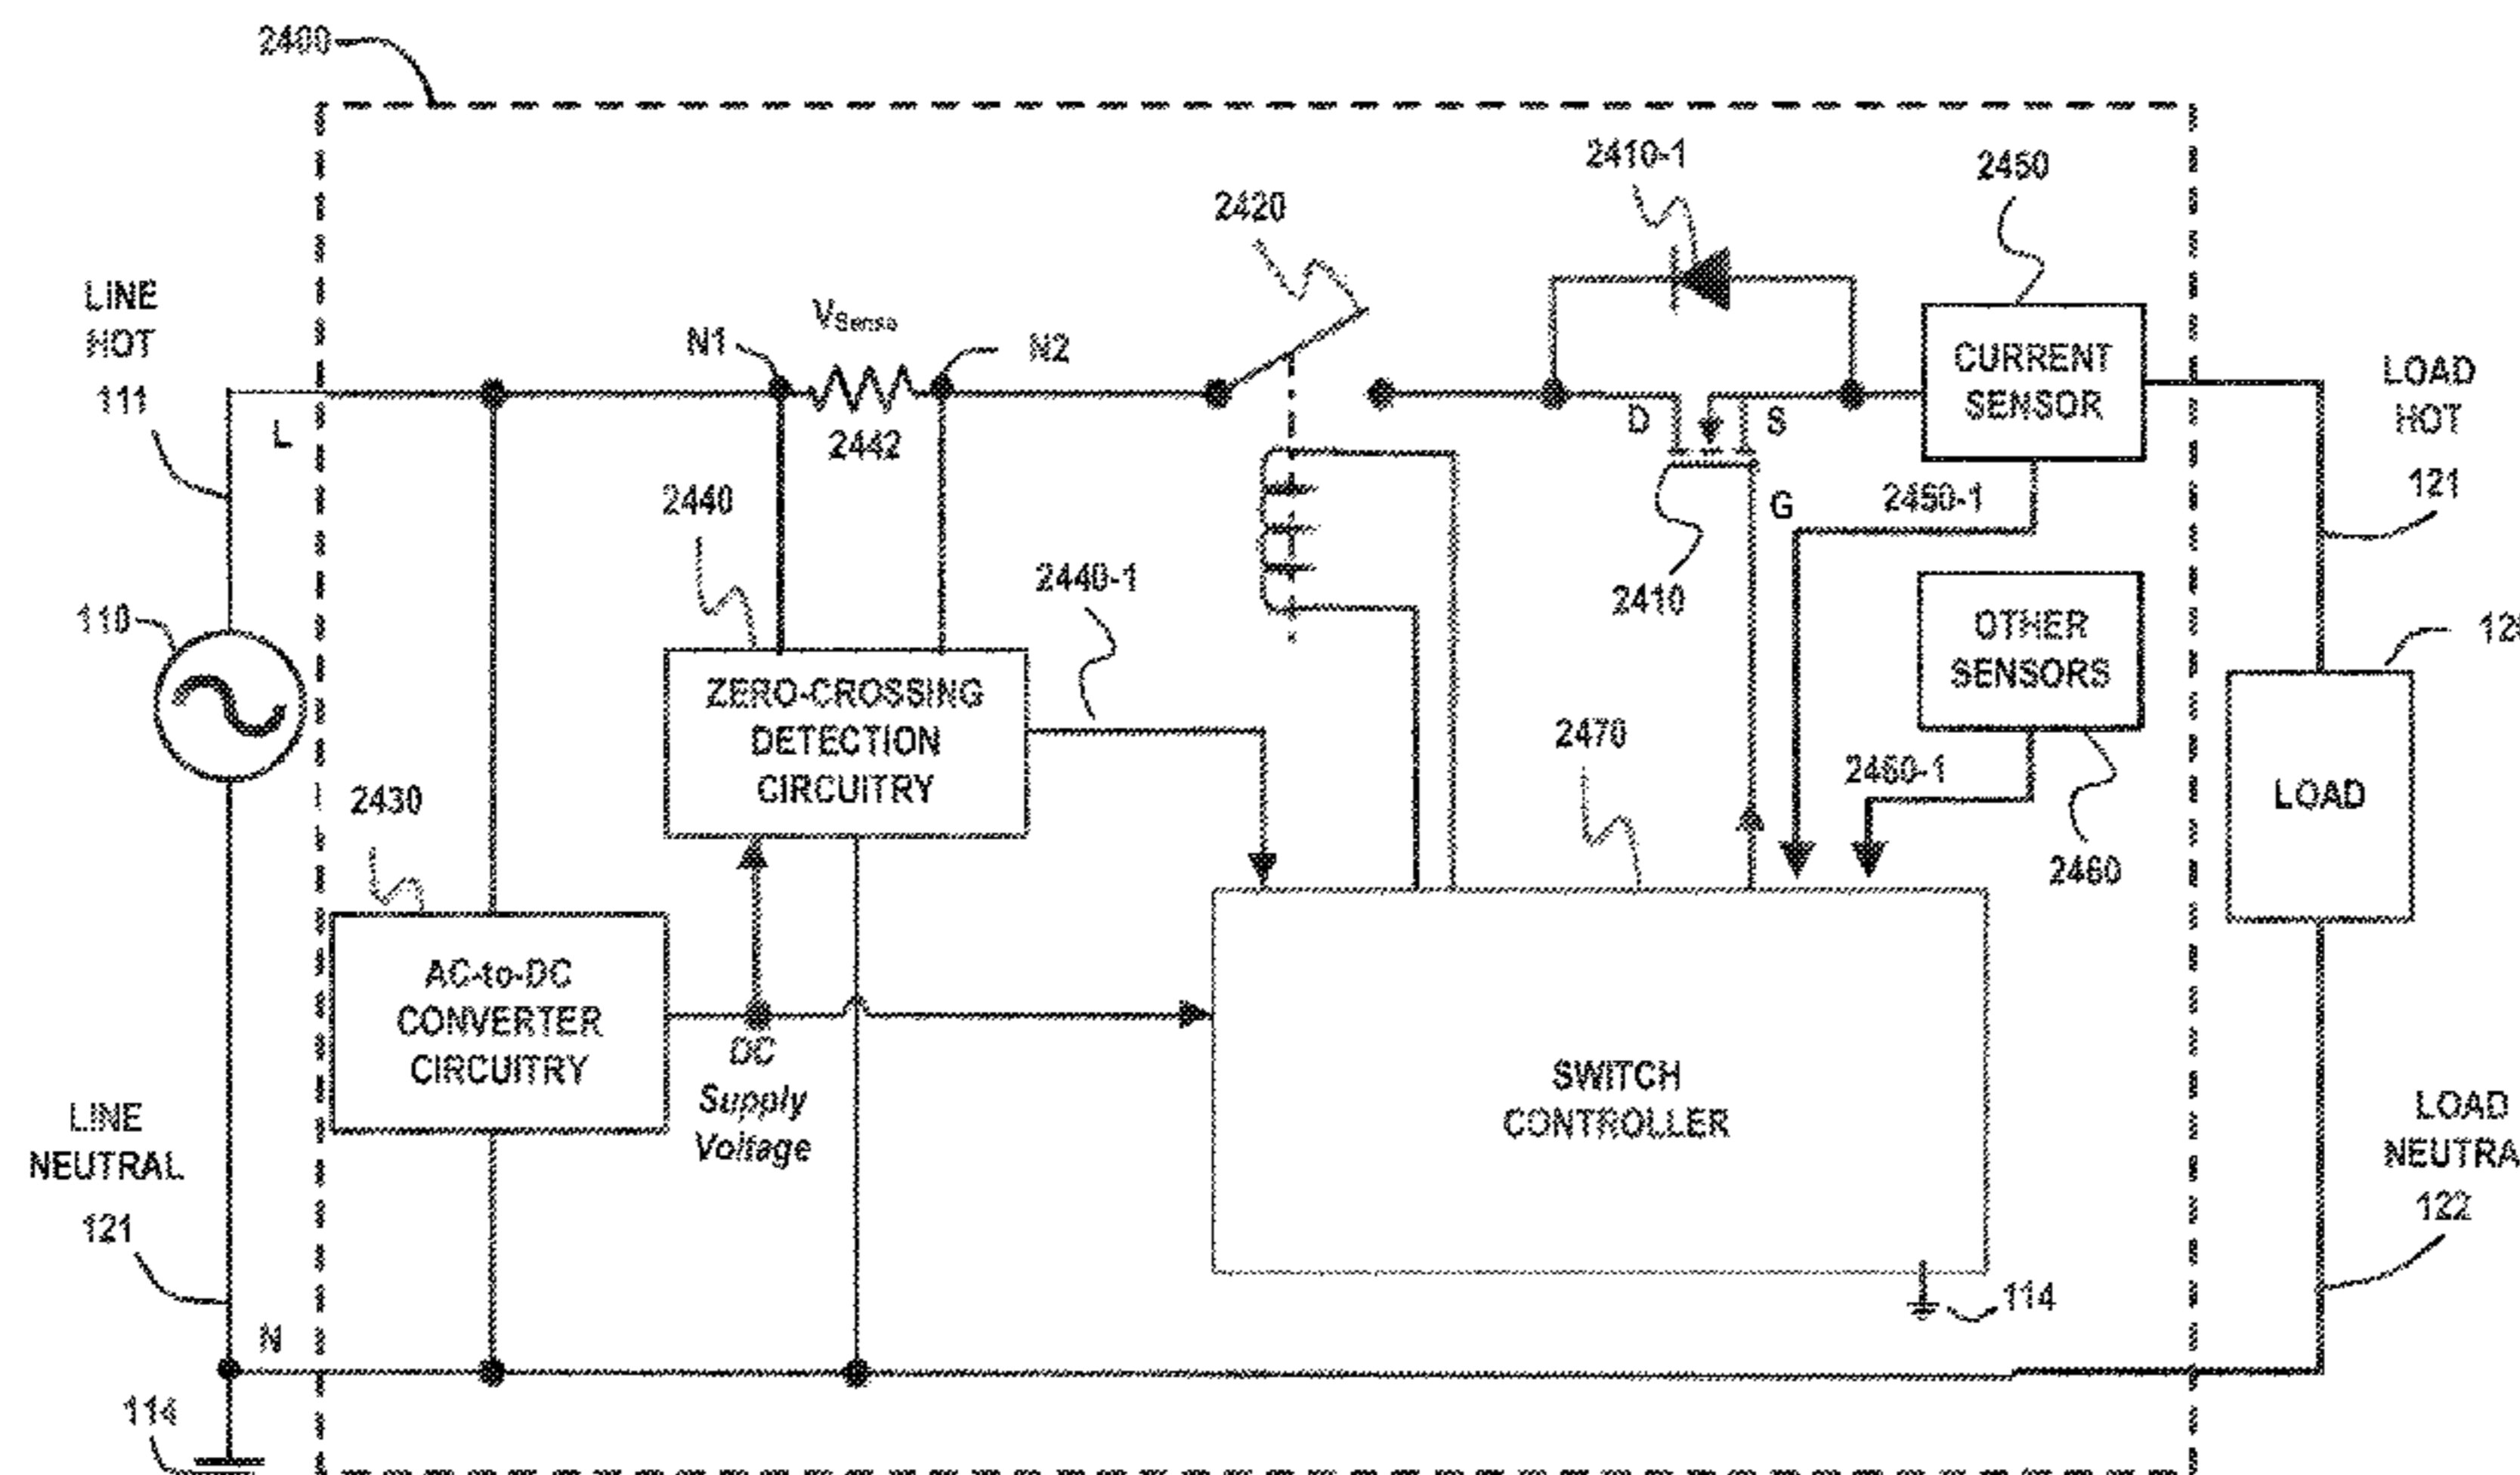 2400
2410-1
2450
2420
LINE
HOT
111
VSense
N1
N2
CURRENT
SENSOR
LOAD
HOT
121
L
D
S
2442
2440
G
2450-1
2440-1
2410
110
OTHER
SENSORS
ZERO-CROSSING
DETECTION
CIRCUITRY
2470
2460-1
LOAD
2430
2460
AC-to-DC
CONVERTER
CIRCUITRY
DC
Supply
Voltage
SWITCH
CONTROLLER
LINE
NEUTRAL
121
LOAD
NEUTRA
122
114
N
114